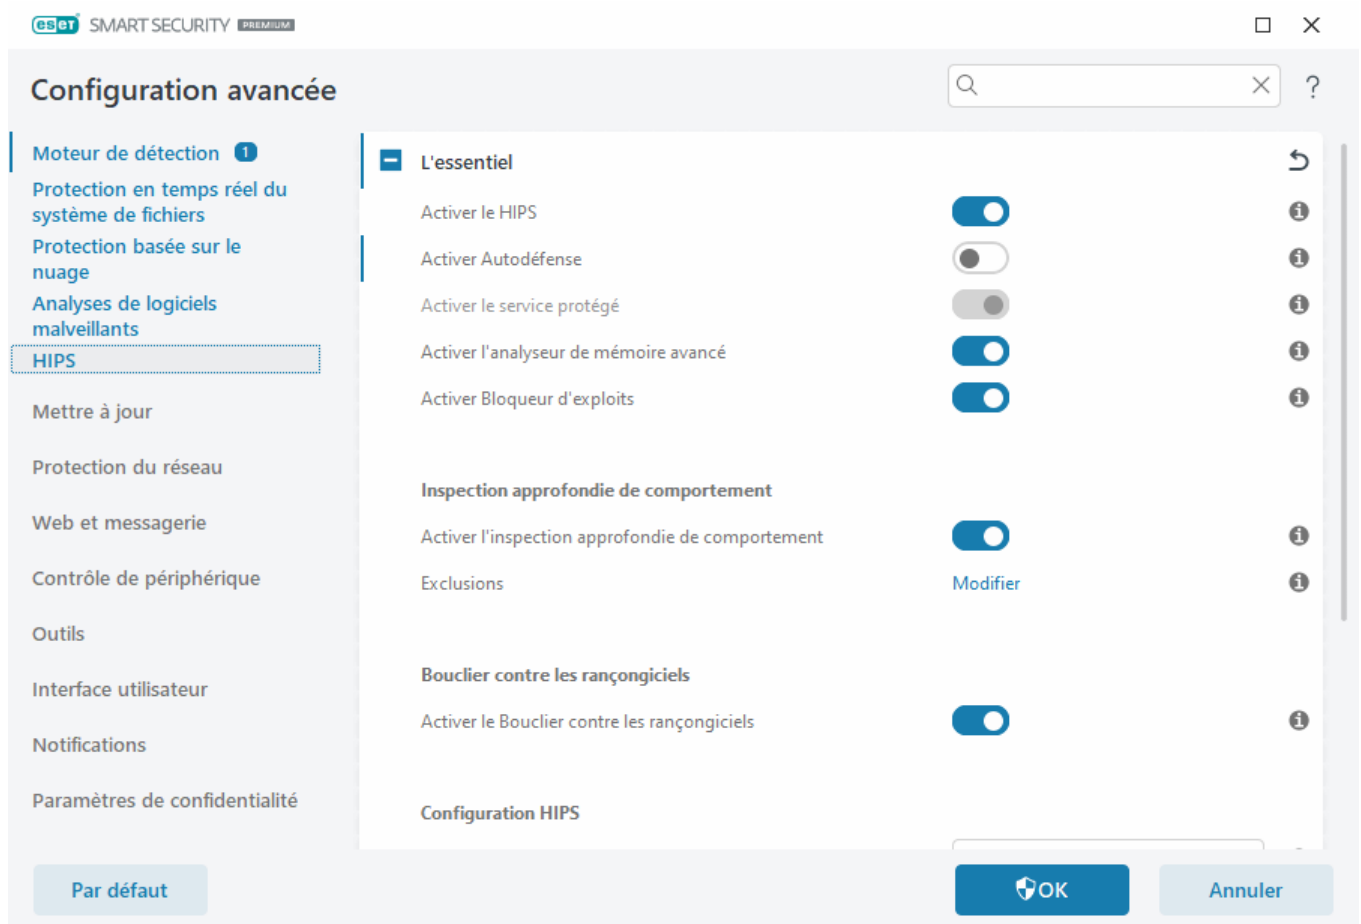 eset SMART SECURITY PREMIUM
Configuration avancée
Moteur de détection 1
Protection en temps réel du
système de fichiers
Protection basée sur le
nuage
Analyses de logiciels
malveillants
HIPS
Mettre à jour
Protection du réseau
Web et messagerie
Contrôle de périphérique
Outils
Interface utilisateur
Notifications
Paramètres de confidentialité
L'essentiel
Activer le HIPS
Activer Autodéfense
Activer le service protégé
Activer l'analyseur de mémoire avancé
Activer Bloqueur d'exploits
Inspection approfondie de comportement
Activer l'inspection approfondie de comportement
Exclusions Modifier
Bouclier contre les rançongiciels
Activer le Bouclier contre les rançongiciels
Configuration HIPS
Par défaut OK Annuler